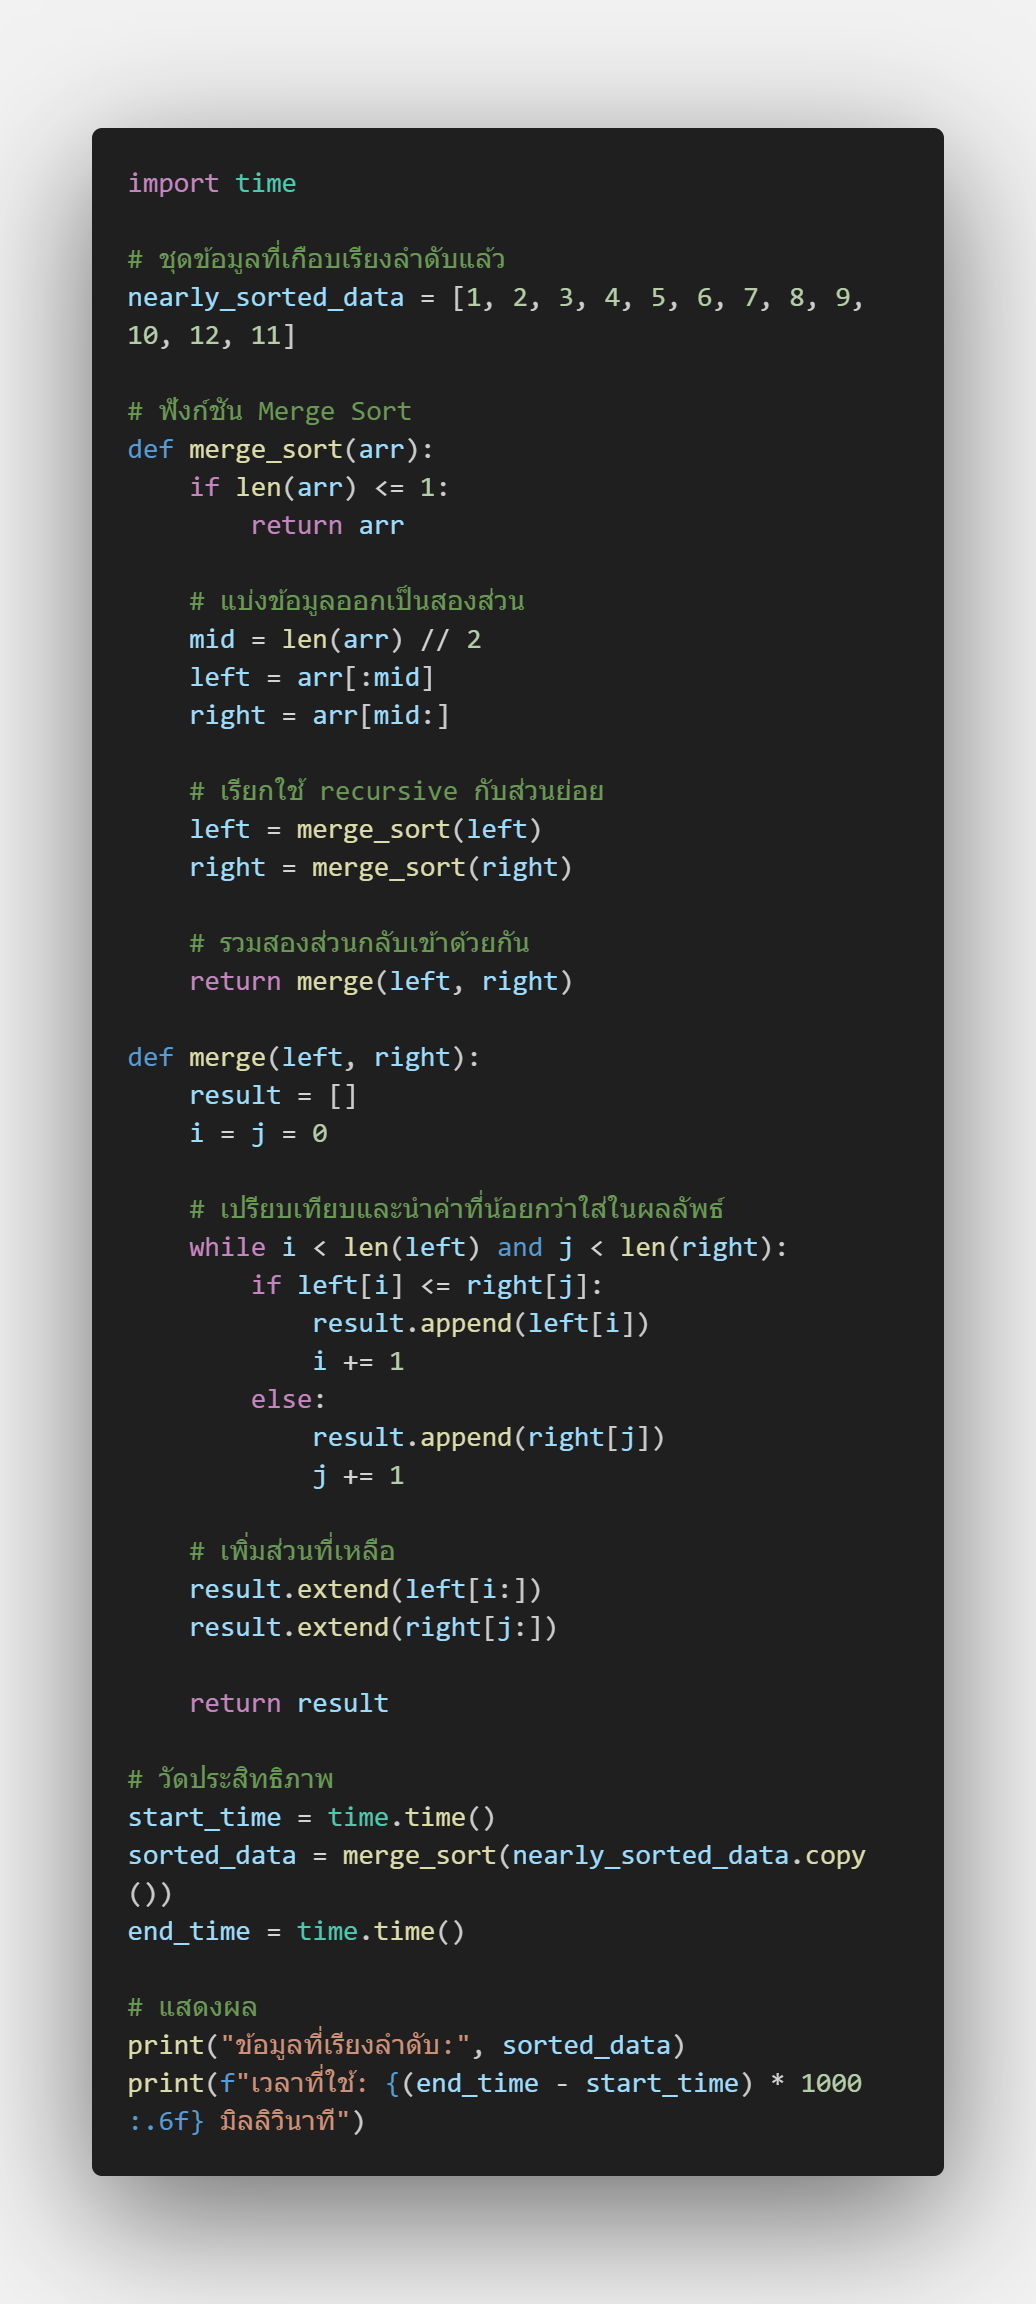 import time
# ชุดข้อมูลที่เกือบเรียงลำดับแล้ว
nearly_sorted_data = [1, 2, 3, 4, 5, 6, 7, 8, 9,
10, 12, 11]
# ฟังก์ชัน Merge Sort
def merge_sort(arr):
    if len(arr) <= 1:
        return arr
    # แบ่งข้อมูลออกเป็นสองส่วน
    mid = len(arr) // 2
    left = arr[:mid]
    right = arr[mid:]
    # เรียกใช้ recursive กับส่วนย่อย
    left = merge_sort(left)
    right = merge_sort(right)
    # รวมสองส่วนกลับเข้าด้วยกัน
    return merge(left, right)
def merge(left, right):
    result = []
    i = j = 0
    # เปรียบเทียบและนำค่าที่น้อยกว่าใส่ในผลลัพธ์
    while i < len(left) and j < len(right):
        if left[i] <= right[j]:
            result.append(left[i])
            i += 1
        else:
            result.append(right[j])
            j += 1
    # เพิ่มส่วนที่เหลือ
    result.extend(left[i:])
    result.extend(right[j:])
    return result
# วัดประสิทธิภาพ
start_time = time.time()
sorted_data = merge_sort(nearly_sorted_data.copy
())
end_time = time.time()
# แสดงผล
print("ข้อมูลที่เรียงลำดับ:", sorted_data)
print(f"เวลาที่ใช้: {(end_time - start_time) * 1000
:.6f} มิลลิวินาที")